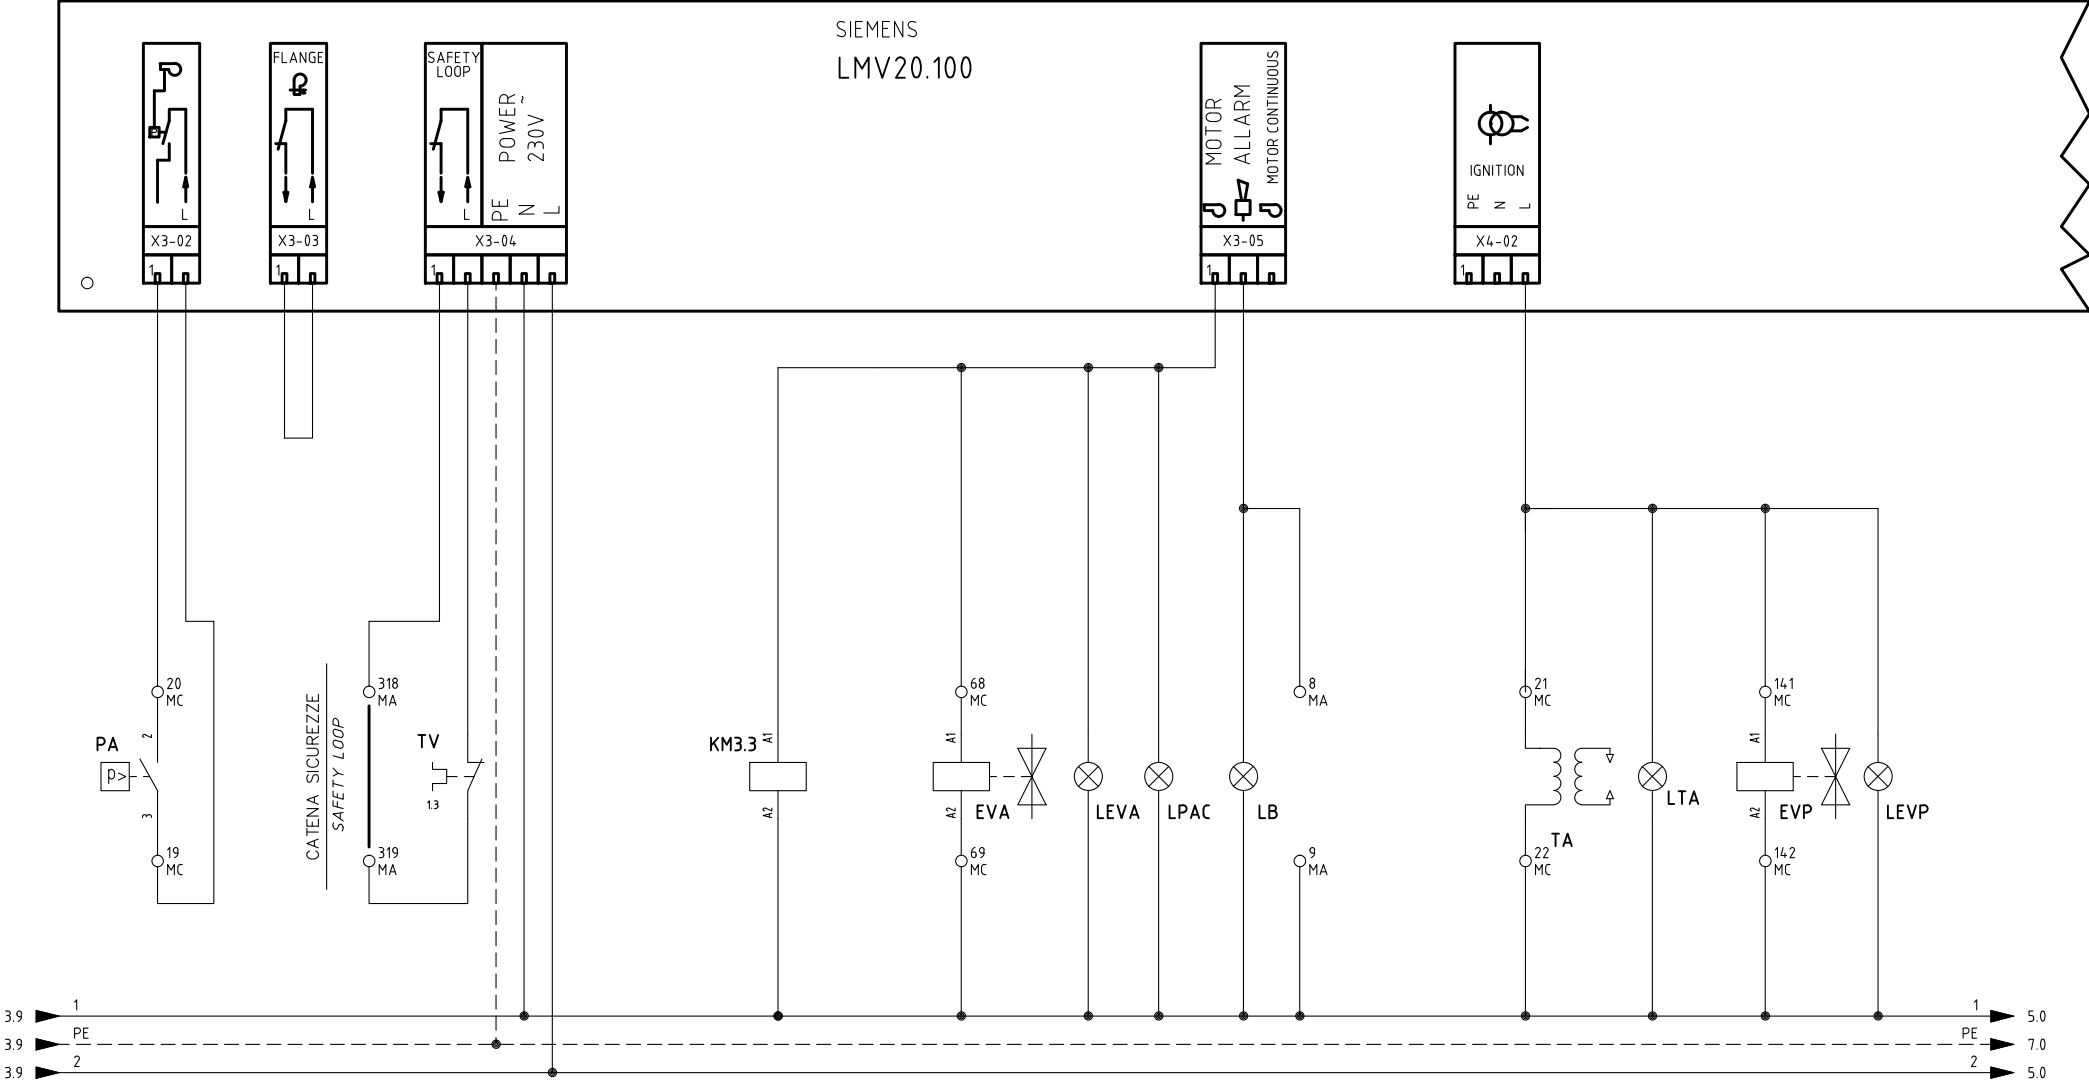 SIEMENS
LMV20.100
L
X3-02
1
FLANGE
L
X3-03
1
SAFETY
LOOP
L
POWER~
230V
PE
N
L
X3-04
1
MOTOR
ALLARM
MOTOR CONTINUOUS
X3-05
1
IGNITION
PE
N
L
X4-02
1
20
MC
PA
2
p>
3
19
MC
CATENA SICUREZZE
SAFETY LOOP
318
MA
TV
1.3
319
MA
KM3.3
A1
A2
68
MC
A1
A2
EVA
69
MC
LEVA
LPAC
LB
8
MA
9
MA
21
MC
TA
22
MC
LTA
141
MC
A1
A2
EVP
142
MC
LEVP
3.9
1
1
5.0
3.9
PE
PE
7.0
3.9
2
2
5.0